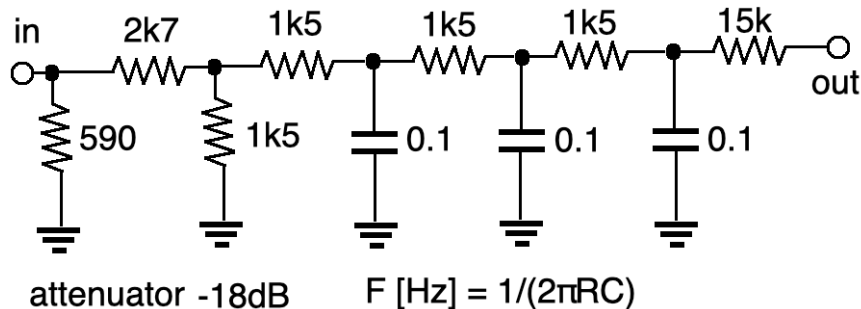 in
2k7
1k5
1k5
1k5
15k
out
590
1k5
0.1
0.1
0.1
attenuator -18dB
F [Hz] = 1/(2πRC)